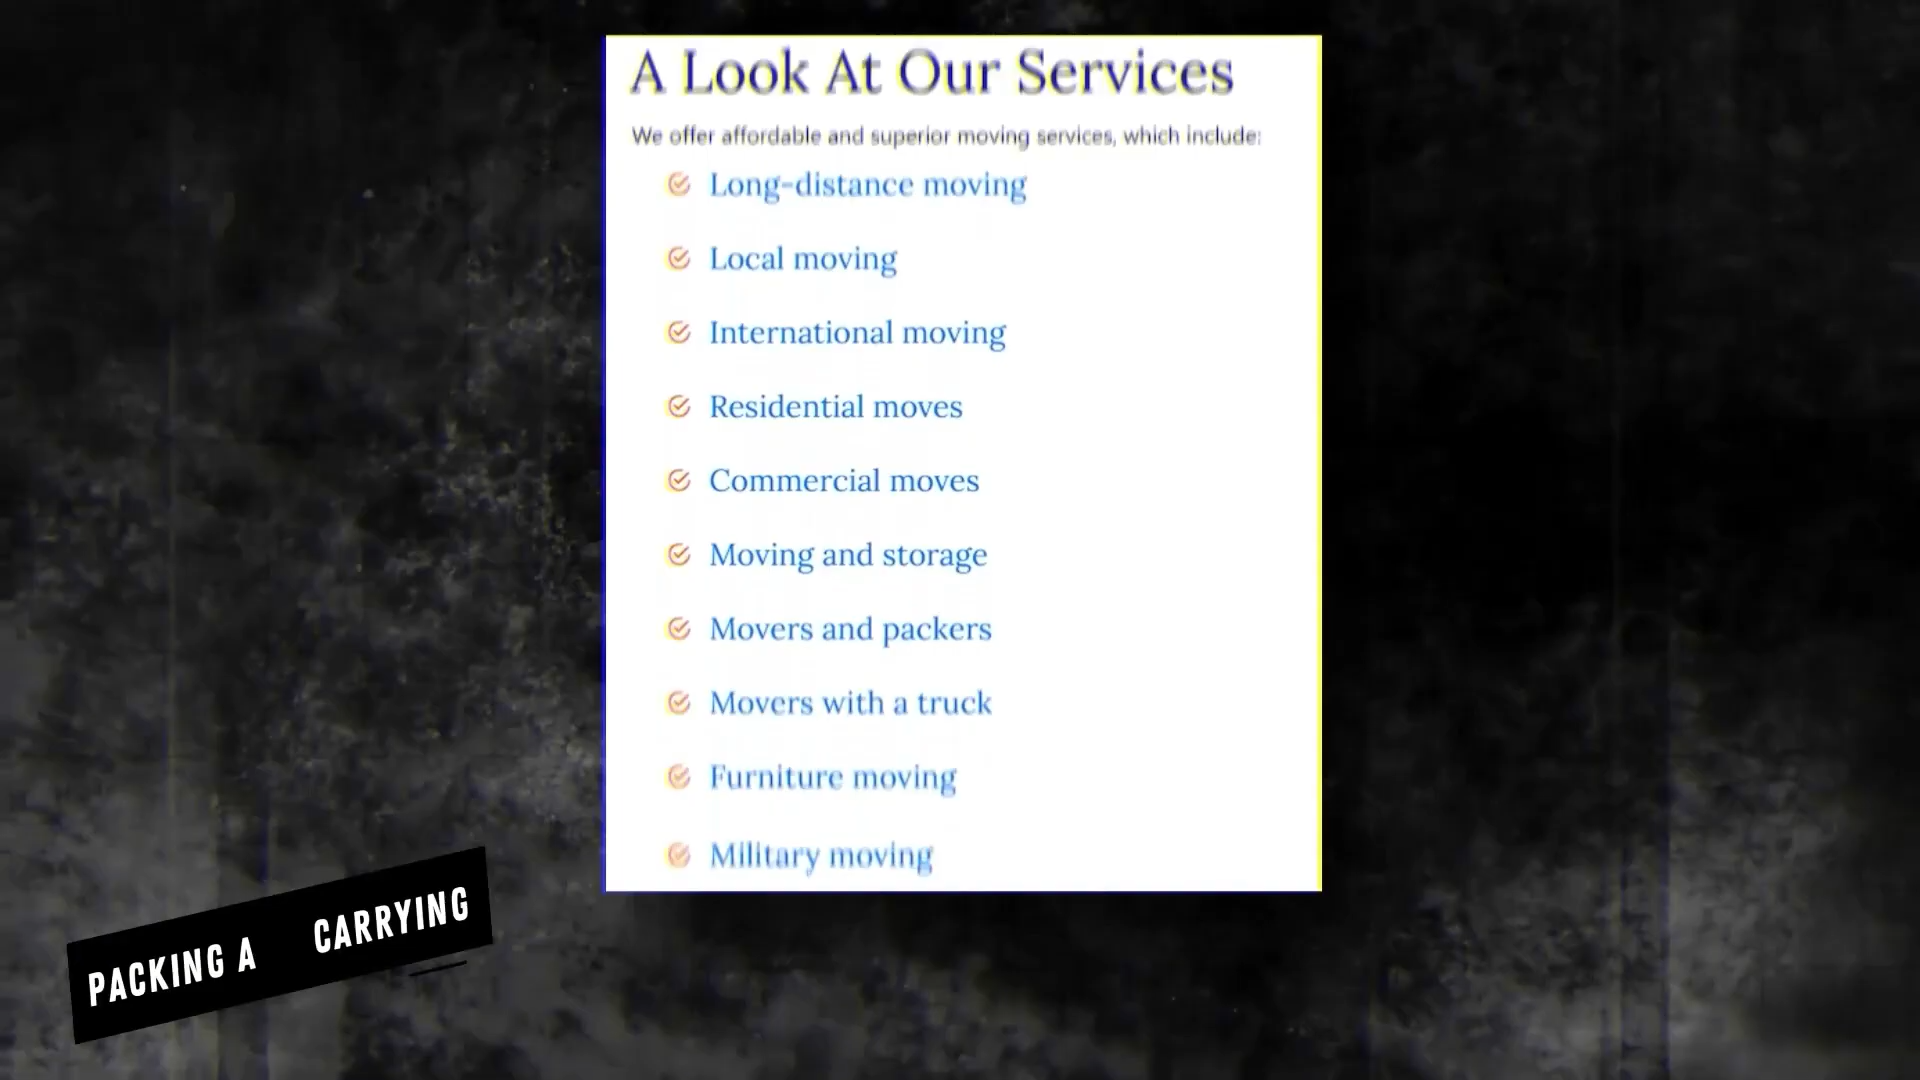 A Look At Our Services
We offer affordable and superior moving services, which include:
Long-distance moving
Local moving
International moving
Residential moves
Commercial moves
Moving and storage
Movers and packers
Movers with a truck
Furniture moving
Military moving
PACKING A CARRYING